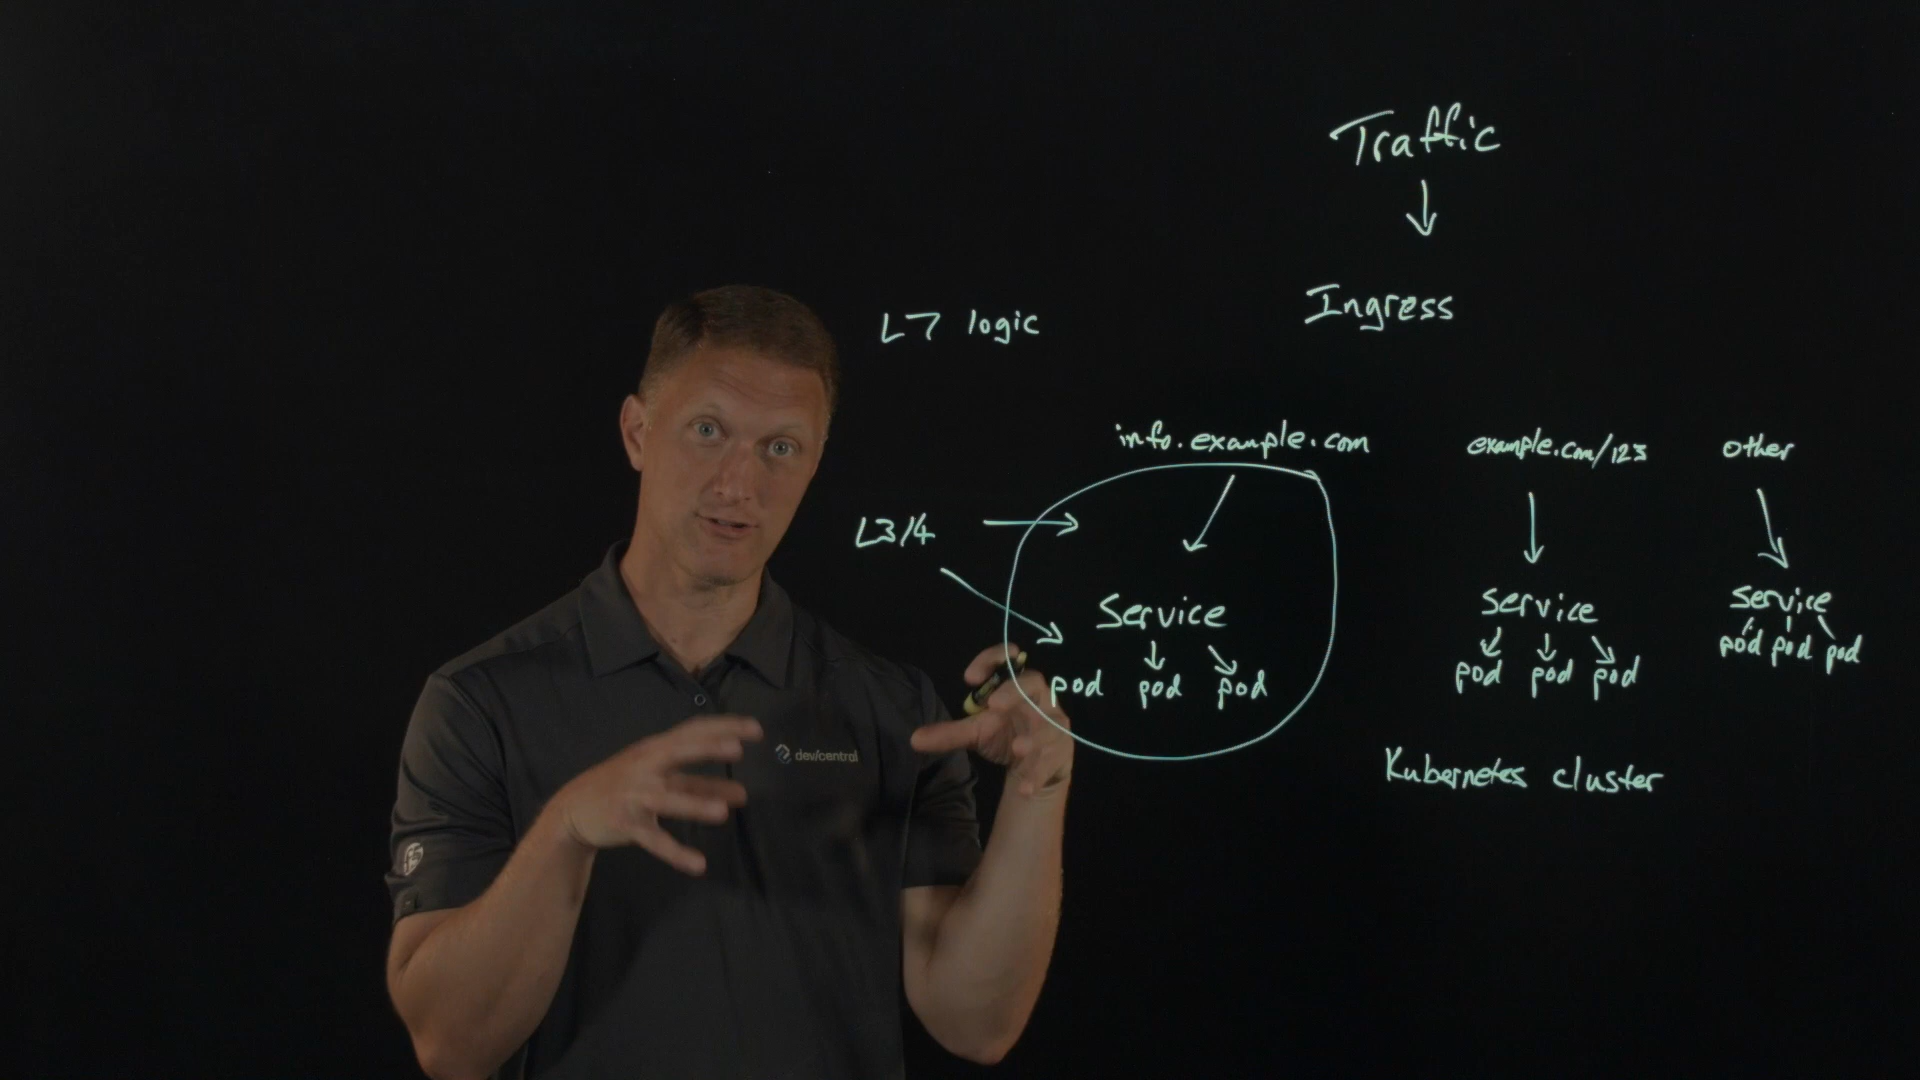 Traffic
Ingress
L7 logic
info.example.com
example.com/123
other
L3/4
Service
service
service
pod pod pod
pod pod pod
pod pod pod
dev/central
Kubernetes cluster